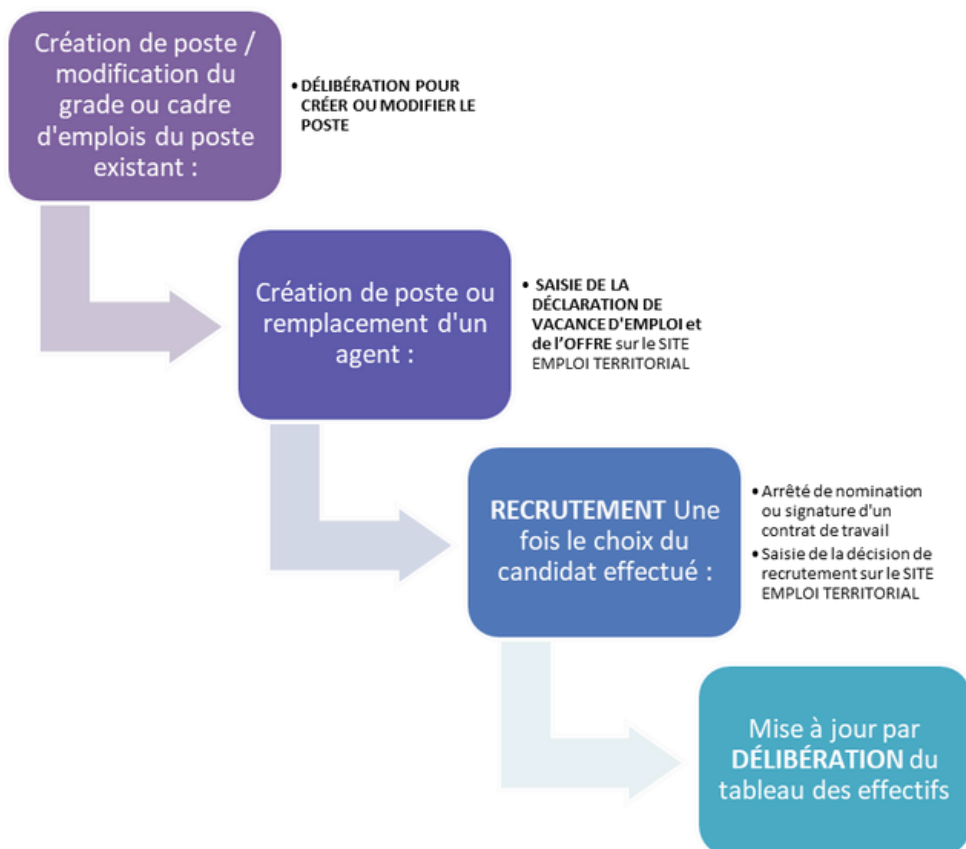 Création de poste /
modification du
grade ou cadre
d'emplois du poste
existant :
• DÉLIBÉRATION POUR
CRÉER OU MODIFIER LE
POSTE
Création de poste ou
remplacement d'un
agent :
• SAISIE DE LA
DÉCLARATION DE
VACANCE D'EMPLOI et
de l’OFFRE sur le SITE
EMPLOI TERRITORIAL
RECRUTEMENT Une
fois le choix du
candidat effectué :
• Arrêté de nomination
ou signature d'un
contrat de travail
• Saisie de la décision de
recrutement sur le SITE
EMPLOI TERRITORIAL
Mise à jour par
DÉLIBÉRATION du
tableau des effectifs